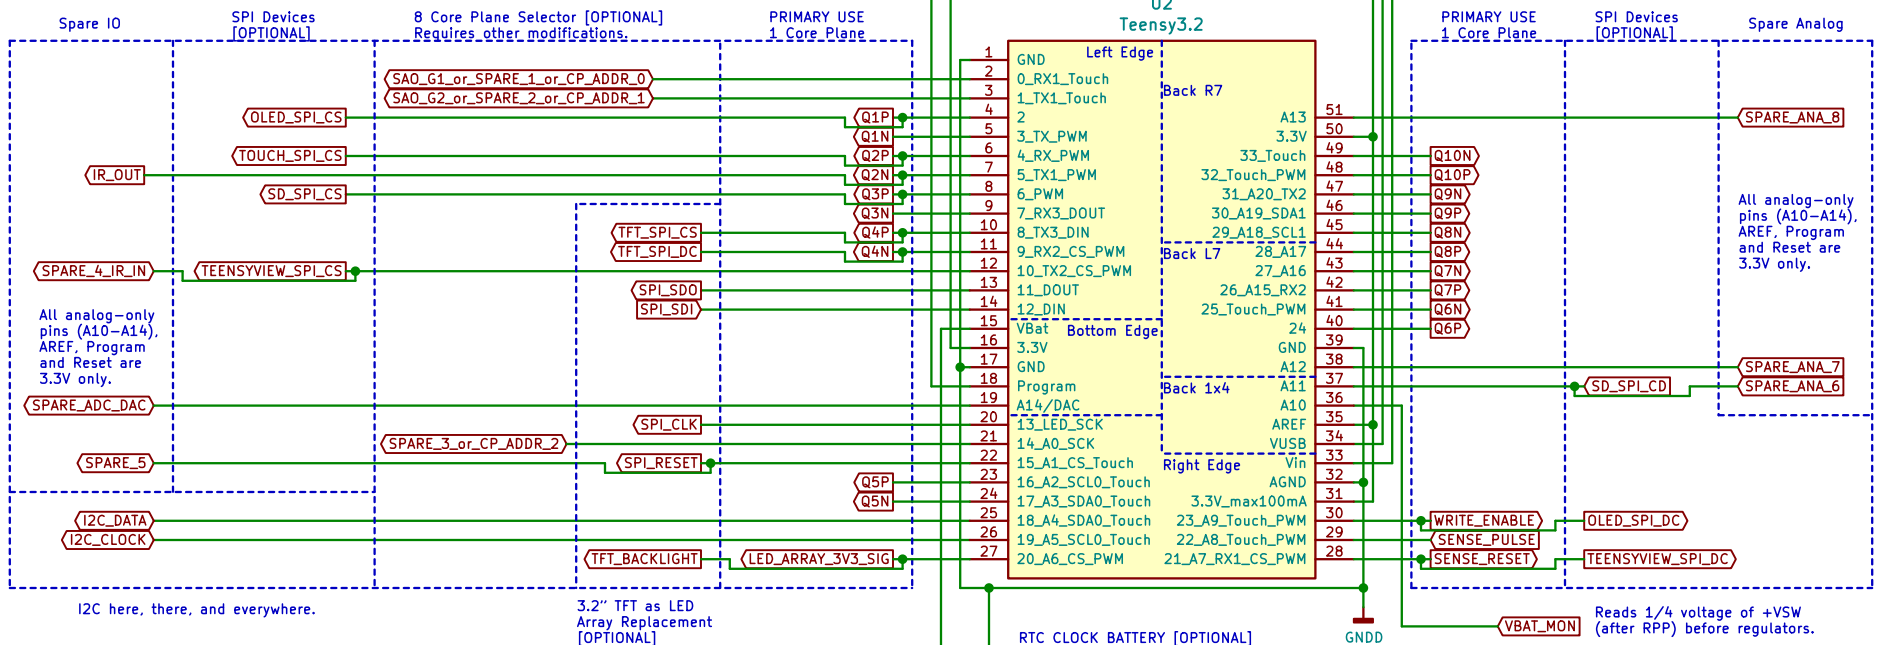 Spare IO
SPI Devices
[OPTIONAL]
8 Core Plane Selector [OPTIONAL]
Requires other modifications.
PRIMARY USE
1 Core Plane
U2
Teensy3.2
PRIMARY USE
1 Core Plane
SPI Devices
[OPTIONAL]
Spare Analog
SAO_G1_or_SPARE_1_or_CP_ADDR_0
SAO_G2_or_SPARE_2_or_CP_ADDR_1
OLED_SPI_CS
Q1P
Q1N
TOUCH_SPI_CS
Q2P
IR_OUT
Q2N
SD_SPI_CS
Q3P
Q3N
TFT_SPI_CS
Q4P
TFT_SPI_DC
Q4N
SPARE_4_IR_IN
TEENSYVIEW_SPI_CS
SPI_SDO
SPI_SDI
All analog-only
pins (A10-A14),
AREF, Program
and Reset are
3.3V only.
SPARE_ADC_DAC
SPI_CLK
SPARE_3_or_CP_ADDR_2
SPARE_5
SPI_RESET
Q5P
Q5N
I2C_DATA
I2C_CLOCK
TFT_BACKLIGHT
LED_ARRAY_3V3_SIG
I2C here, there, and everywhere.
3.2" TFT as LED
Array Replacement
[OPTIONAL]
Left Edge
1 GND
2 0_RX1_Touch
3 1_TX1_Touch
4 2
5 3_TX_PWM
6 4_RX_PWM
7 5_TX1_PWM
8 6_PWM
9 7_RX3_DOUT
10 8_TX3_DIN
11 9_RX2_CS_PWM
12 10_TX2_CS_PWM
13 11_DOUT
14 12_DIN
15 VBat
Bottom Edge
16 3.3V
17 GND
18 Program
19 A14/DAC
20 13_LED_SCK
21 14_A0_SCK
22 15_A1_CS_Touch
23 16_A2_SCL0_Touch
24 17_A3_SDA0_Touch
25 18_A4_SDA0_Touch
26 19_A5_SCL0_Touch
27 20_A6_CS_PWM
Back R7
A13 51
3.3V 50
33_Touch 49
32_Touch_PWM 48
31_A20_TX2 47
30_A19_SDA1 46
29_A18_SCL1 45
Back L7
28_A17 44
27_A16 43
26_A15_RX2 42
25_Touch_PWM 41
24 40
GND 39
A12 38
Back 1x4
A11 37
A10 36
AREF 35
VUSB 34
Right Edge
Vin 33
AGND 32
3.3V_max100mA 31
23_A9_Touch_PWM 30
22_A8_Touch_PWM 29
21_A7_RX1_CS_PWM 28
SPARE_ANA_8
Q10N
Q10P
Q9N
Q9P
Q8N
Q8P
Q7N
Q7P
Q6N
Q6P
All analog-only
pins (A10-A14),
AREF, Program
and Reset are
3.3V only.
SPARE_ANA_7
SD_SPI_CD
SPARE_ANA_6
WRITE_ENABLE
OLED_SPI_DC
SENSE_PULSE
SENSE_RESET
TEENSYVIEW_SPI_DC
VBAT_MON
Reads 1/4 voltage of +VSW
(after RPP) before regulators.
GNDD
RTC CLOCK BATTERY [OPTIONAL]